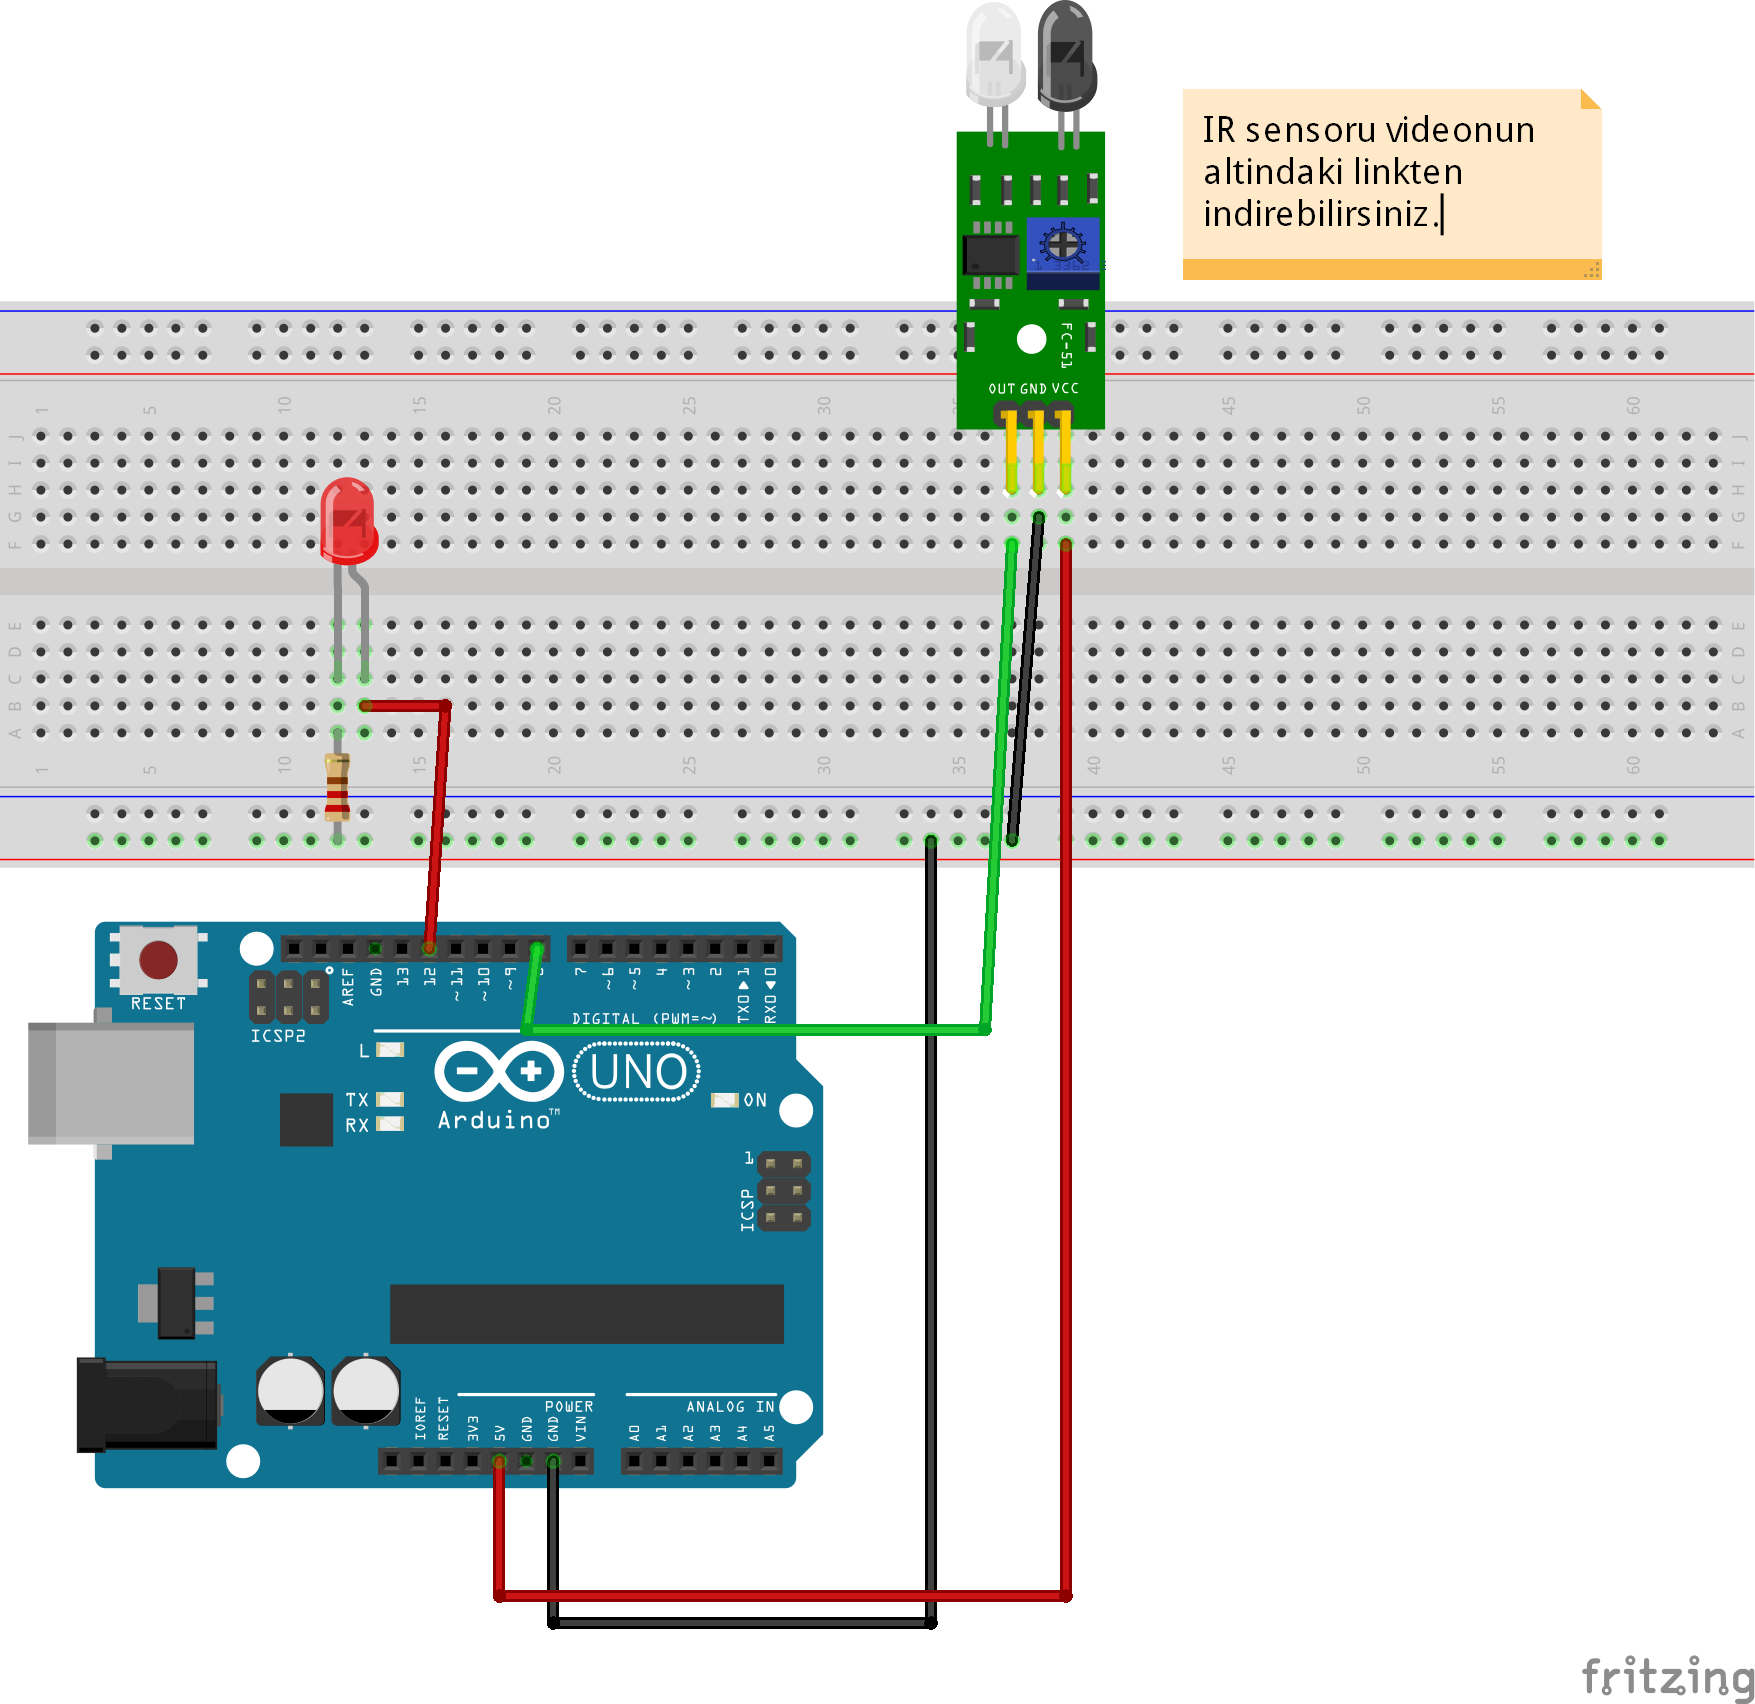 IR sensoru videonun
altindaki linkten
indirebilirsiniz.
FC-51
OUT GND VCC
1 5 10 15 20 25 30 35 45 50 55 60
J J
I I
H H
G G
F F
E E
D D
C C
B B
A A
1 5 10 15 20 25 30 35 40 45 50 55 60
RESET
ICSP2
AREF GND 13 12 ~11 ~10 ~9 8 7 ~6 ~5 4 ~3 2 TX0▶1 RX0◀0
DIGITAL (PWM=~)
L
TX
RX
Arduino™
UNO
ON
1
ICSP
POWER
ANALOG IN
IOREF RESET 3V3 5V GND GND VIN A0 A1 A2 A3 A4 A5
fritzing